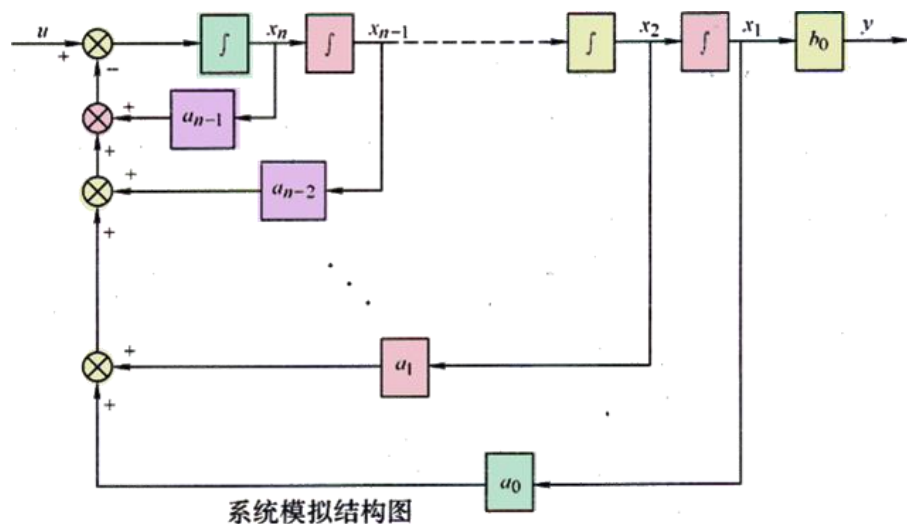 u + − ∫ xₙ ∫ xₙ₋₁ ∫ x₂ ∫ x₁ b₀ y
+ aₙ₋₁
+ + aₙ₋₂
+
+ a₁
+
a₀
系统模拟结构图